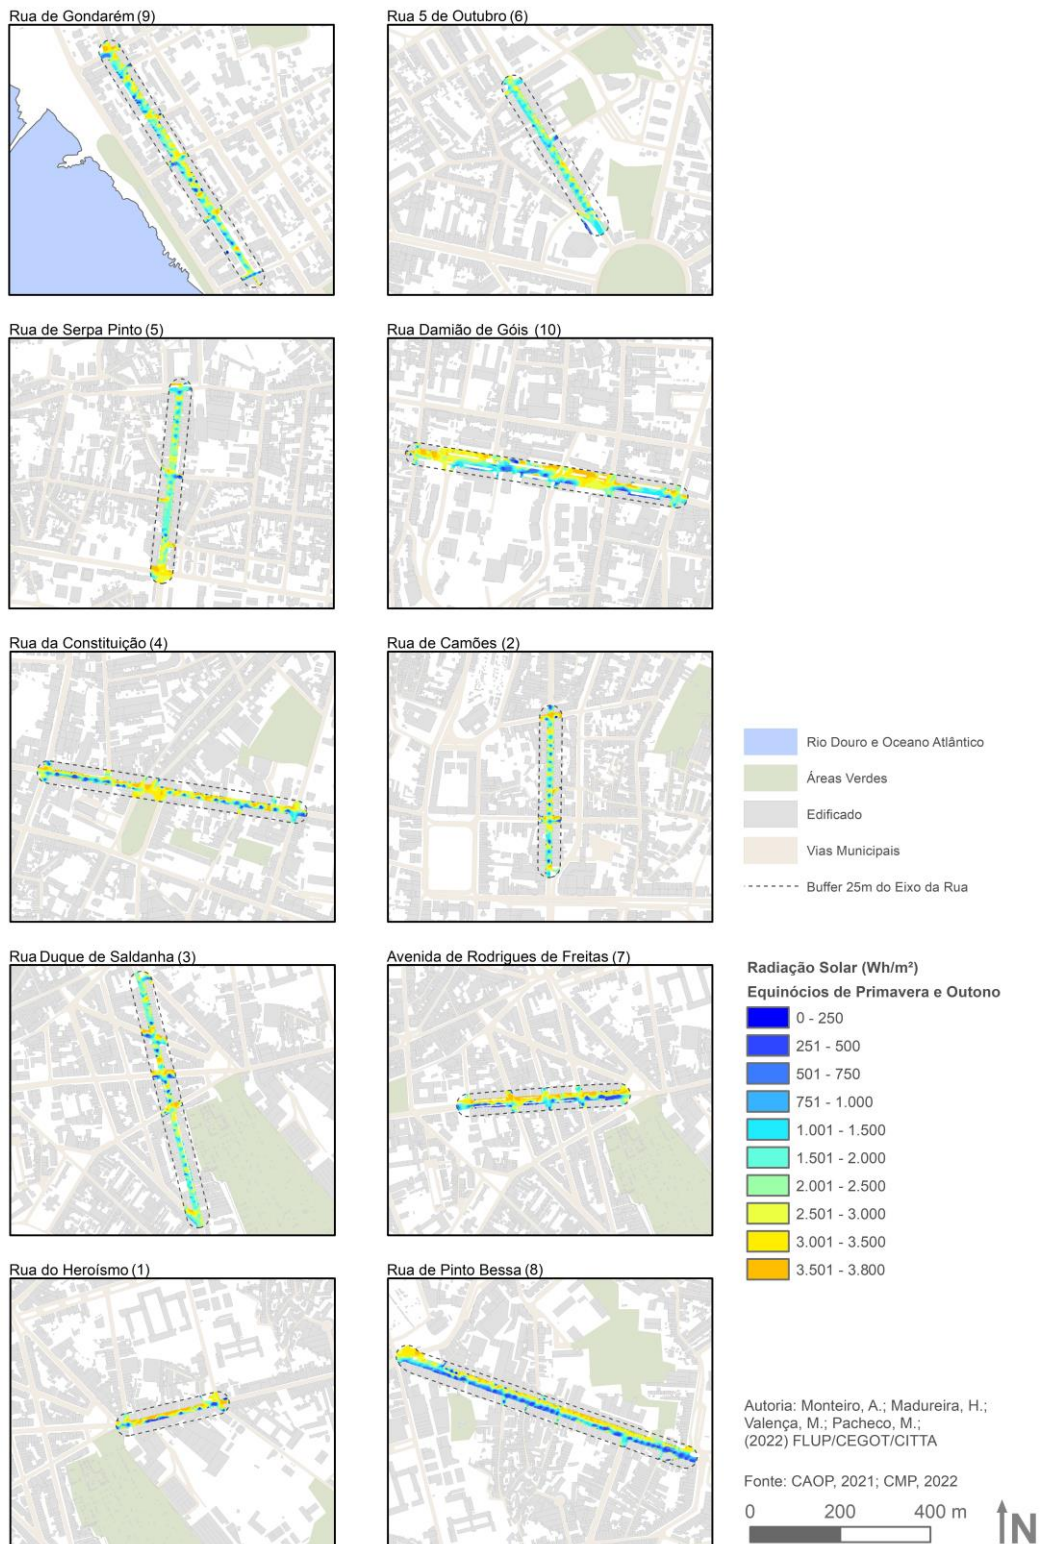 Rua de Gondarém (9)
Rua 5 de Outubro (6)
Rua de Serpa Pinto (5)
Rua Damião de Góis (10)
Rua da Constituição (4)
Rua de Camões (2)
Rio Douro e Oceano Atlântico
Áreas Verdes
Edificado
Vias Municipais
Buffer 25m do Eixo da Rua
Rua Duque de Saldanha (3)
Avenida de Rodrigues de Freitas (7)
Radiação Solar (Wh/m²)
Equinócios de Primavera e Outono
0 - 250
251 - 500
501 - 750
751 - 1.000
1.001 - 1.500
1.501 - 2.000
2.001 - 2.500
2.501 - 3.000
3.001 - 3.500
3.501 - 3.800
Rua do Heroísmo (1)
Rua de Pinto Bessa (8)
Autoria: Monteiro, A.; Madureira, H.;
Valença, M.; Pacheco, M.;
(2022) FLUP/CEGOT/CITTA
Fonte: CAOP, 2021; CMP, 2022
0 200 400 m
N